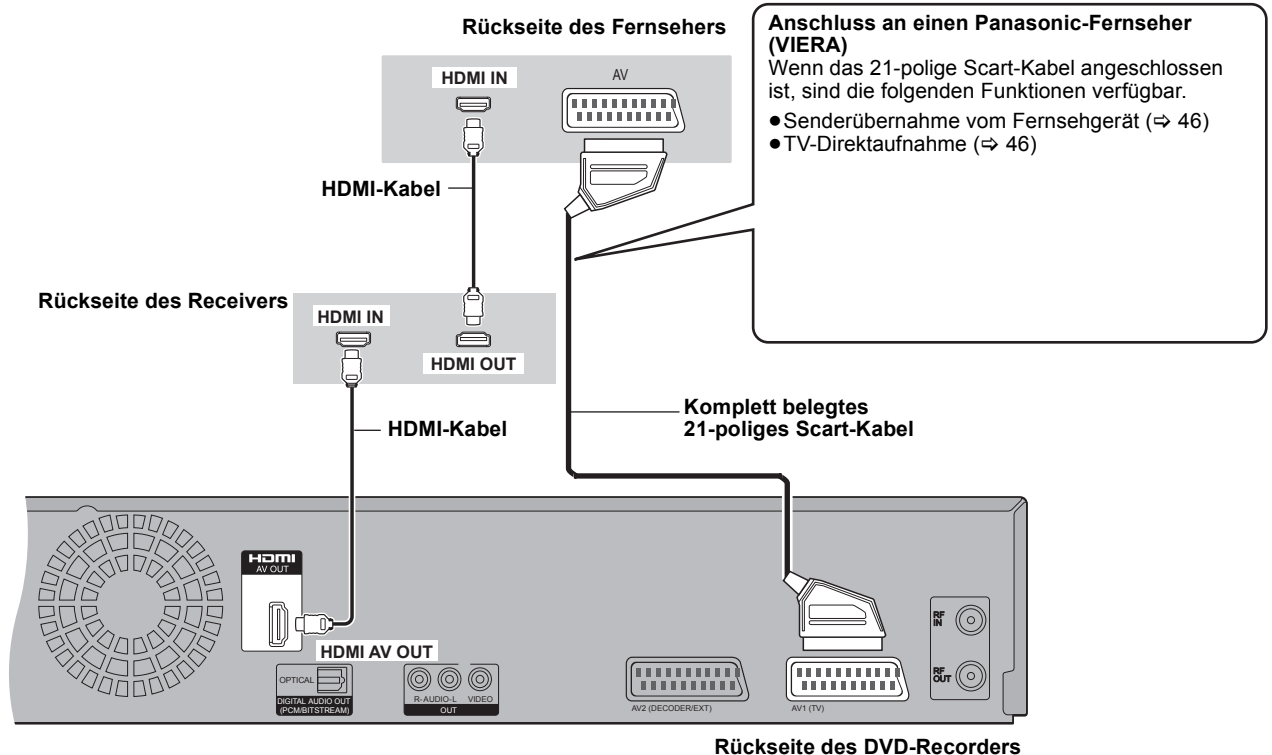 Rückseite des Fernsehers
HDMI IN
AV
HDMI-Kabel
Anschluss an einen Panasonic-Fernseher
(VIERA)
Wenn das 21-polige Scart-Kabel angeschlossen
ist, sind die folgenden Funktionen verfügbar.
●Senderübernahme vom Fernsehgerät (⇨ 46)
●TV-Direktaufnahme (⇨ 46)
Rückseite des Receivers
HDMI IN
HDMI OUT
HDMI-Kabel
Komplett belegtes
21-poliges Scart-Kabel
HDMI
AV OUT
HDMI AV OUT
OPTICAL
DIGITAL AUDIO OUT
(PCM/BITSTREAM)
R-AUDIO-L VIDEO
OUT
AV2 (DECODER/EXT)
AV1 (TV)
RF
IN
RF
OUT
Rückseite des DVD-Recorders